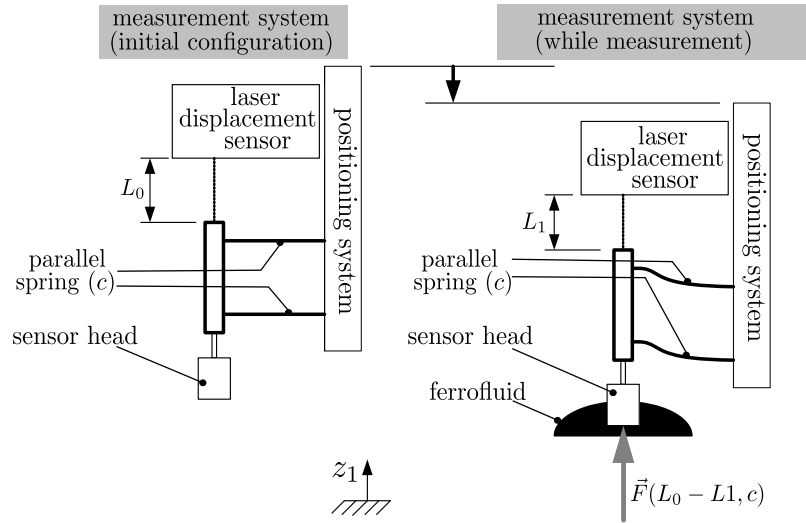 measurement system
(initial configuration)
laser
displacement
sensor
positioning system
L₀
parallel
spring (c)
sensor head
measurement system
(while measurement)
laser
displacement
sensor
positioning system
L₁
parallel
spring (c)
sensor head
ferrofluid
z₁
F⃗(L₀ − L1, c)